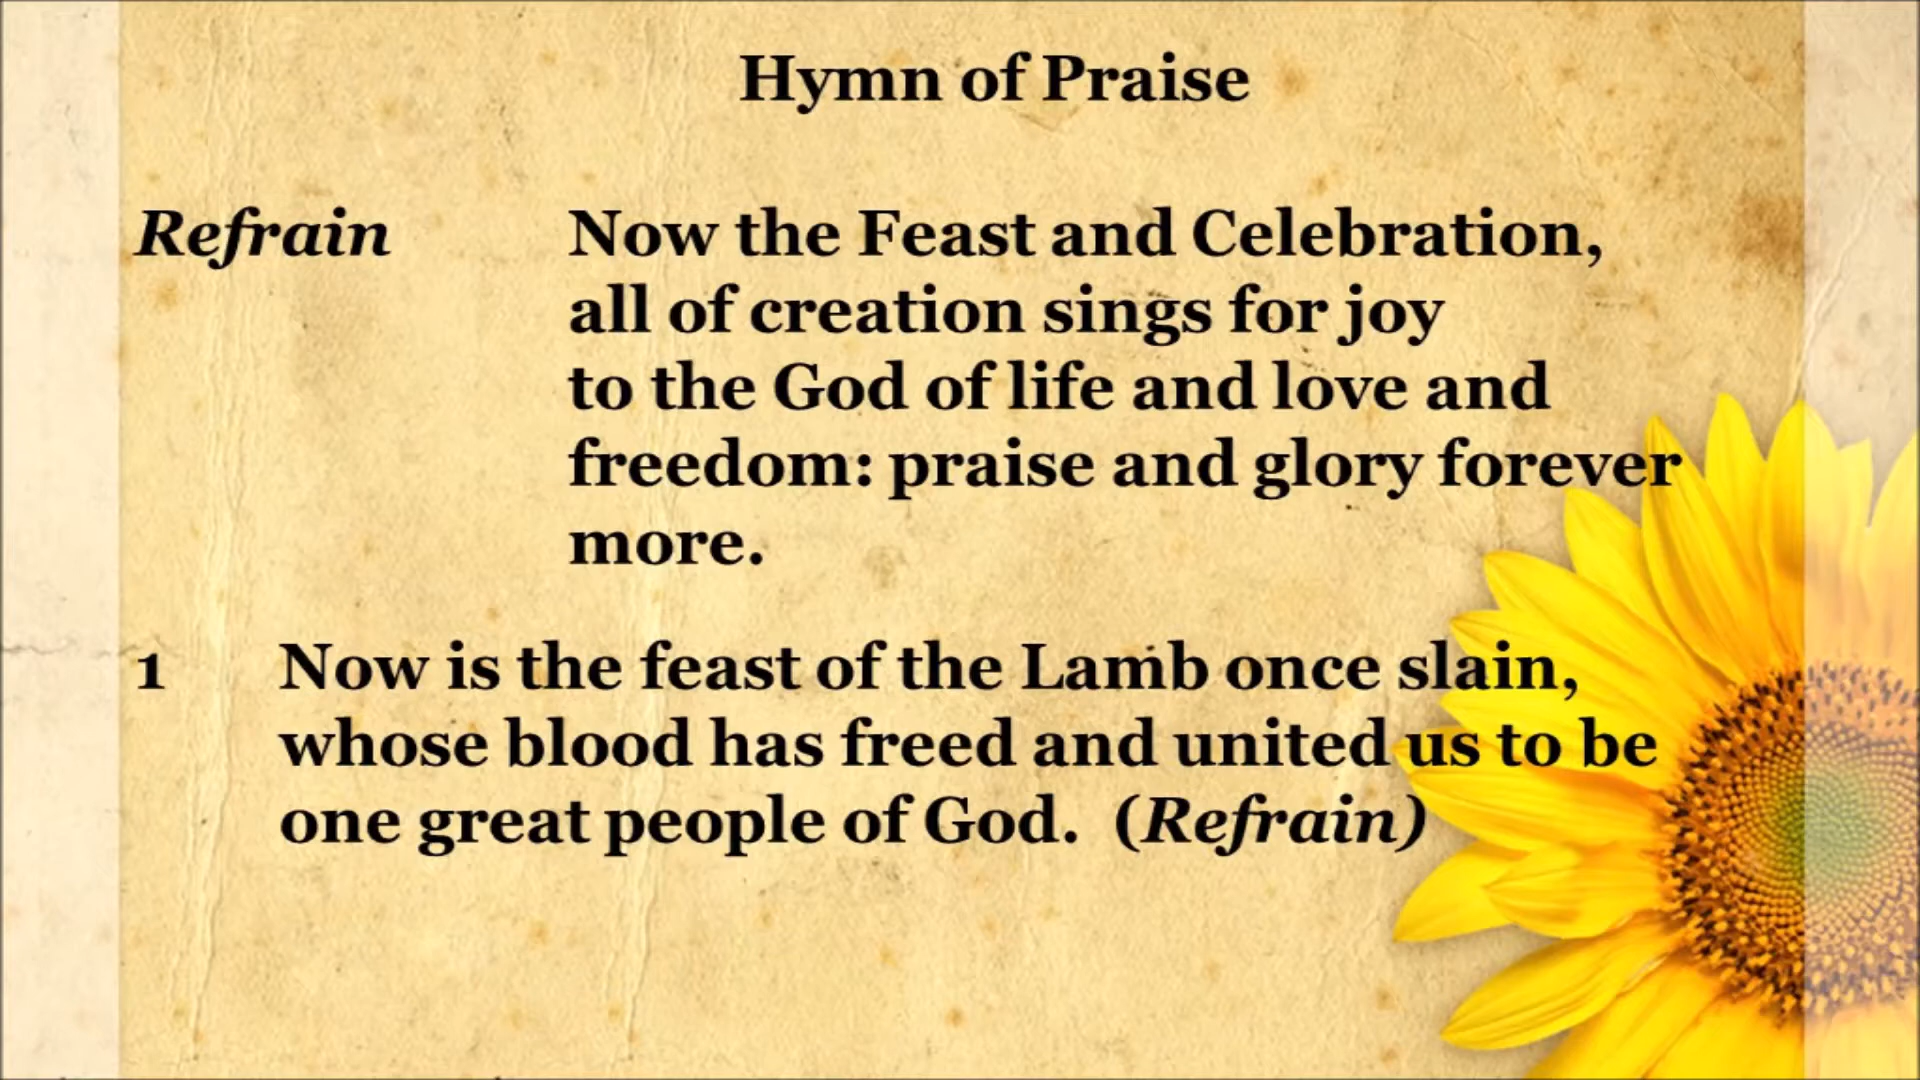 Hymn of Praise
Refrain Now the Feast and Celebration,
all of creation sings for joy
to the God of life and love and
freedom: praise and glory forever
more.
1 Now is the feast of the Lamb once slain,
whose blood has freed and united us to be
one great people of God. (Refrain)